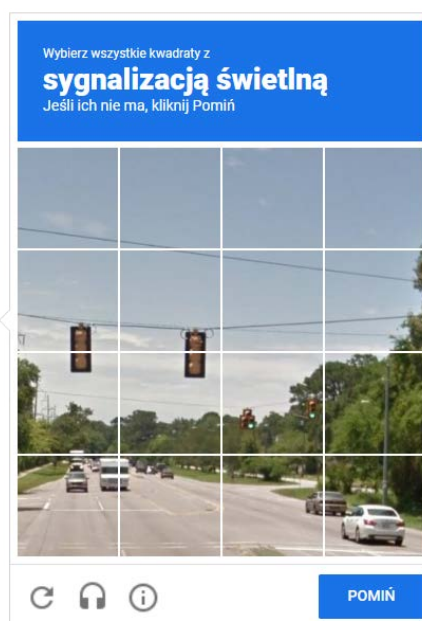 Wybierz wszystkie kwadraty z
sygnalizacją świetlną
Jeśli ich nie ma, kliknij Pomiń
POMIŃ